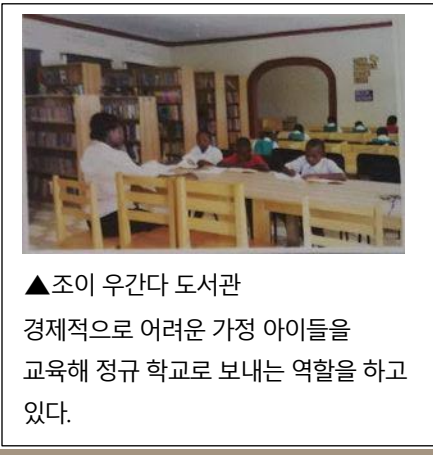 ▲조이 우간다 도서관
경제적으로 어려운 가정 아이들을
교육해 정규 학교로 보내는 역할을 하고
있다.